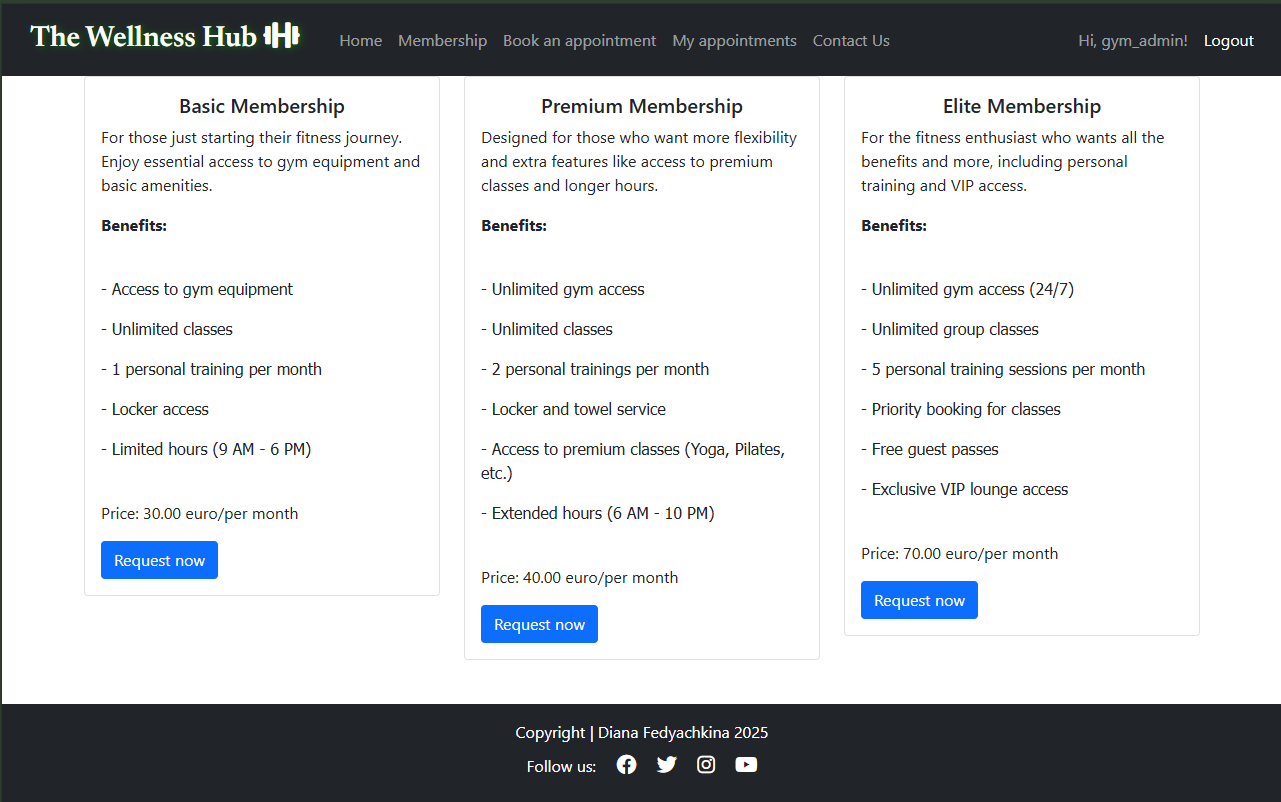 The Wellness Hub
Home Membership Book an appointment My appointments Contact Us Hi, gym_admin! Logout
Basic Membership
For those just starting their fitness journey.
Enjoy essential access to gym equipment and
basic amenities.
Benefits:
- Access to gym equipment
- Unlimited classes
- 1 personal training per month
- Locker access
- Limited hours (9 AM - 6 PM)
Price: 30.00 euro/per month
Request now
Premium Membership
Designed for those who want more flexibility
and extra features like access to premium
classes and longer hours.
Benefits:
- Unlimited gym access
- Unlimited classes
- 2 personal trainings per month
- Locker and towel service
- Access to premium classes (Yoga, Pilates,
etc.)
- Extended hours (6 AM - 10 PM)
Price: 40.00 euro/per month
Request now
Elite Membership
For the fitness enthusiast who wants all the
benefits and more, including personal
training and VIP access.
Benefits:
- Unlimited gym access (24/7)
- Unlimited group classes
- 5 personal training sessions per month
- Priority booking for classes
- Free guest passes
- Exclusive VIP lounge access
Price: 70.00 euro/per month
Request now
Copyright | Diana Fedyachkina 2025
Follow us: